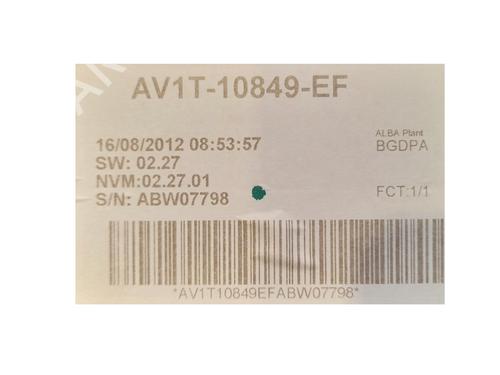 AV1T-10849-EF
16/08/2012 08:53:57
SW: 02.27
NVM:02.27.01
S/N: ABW07798
ALBA Plant
BGDPA
FCT:1/1
*AV1T10849EFABW07798*